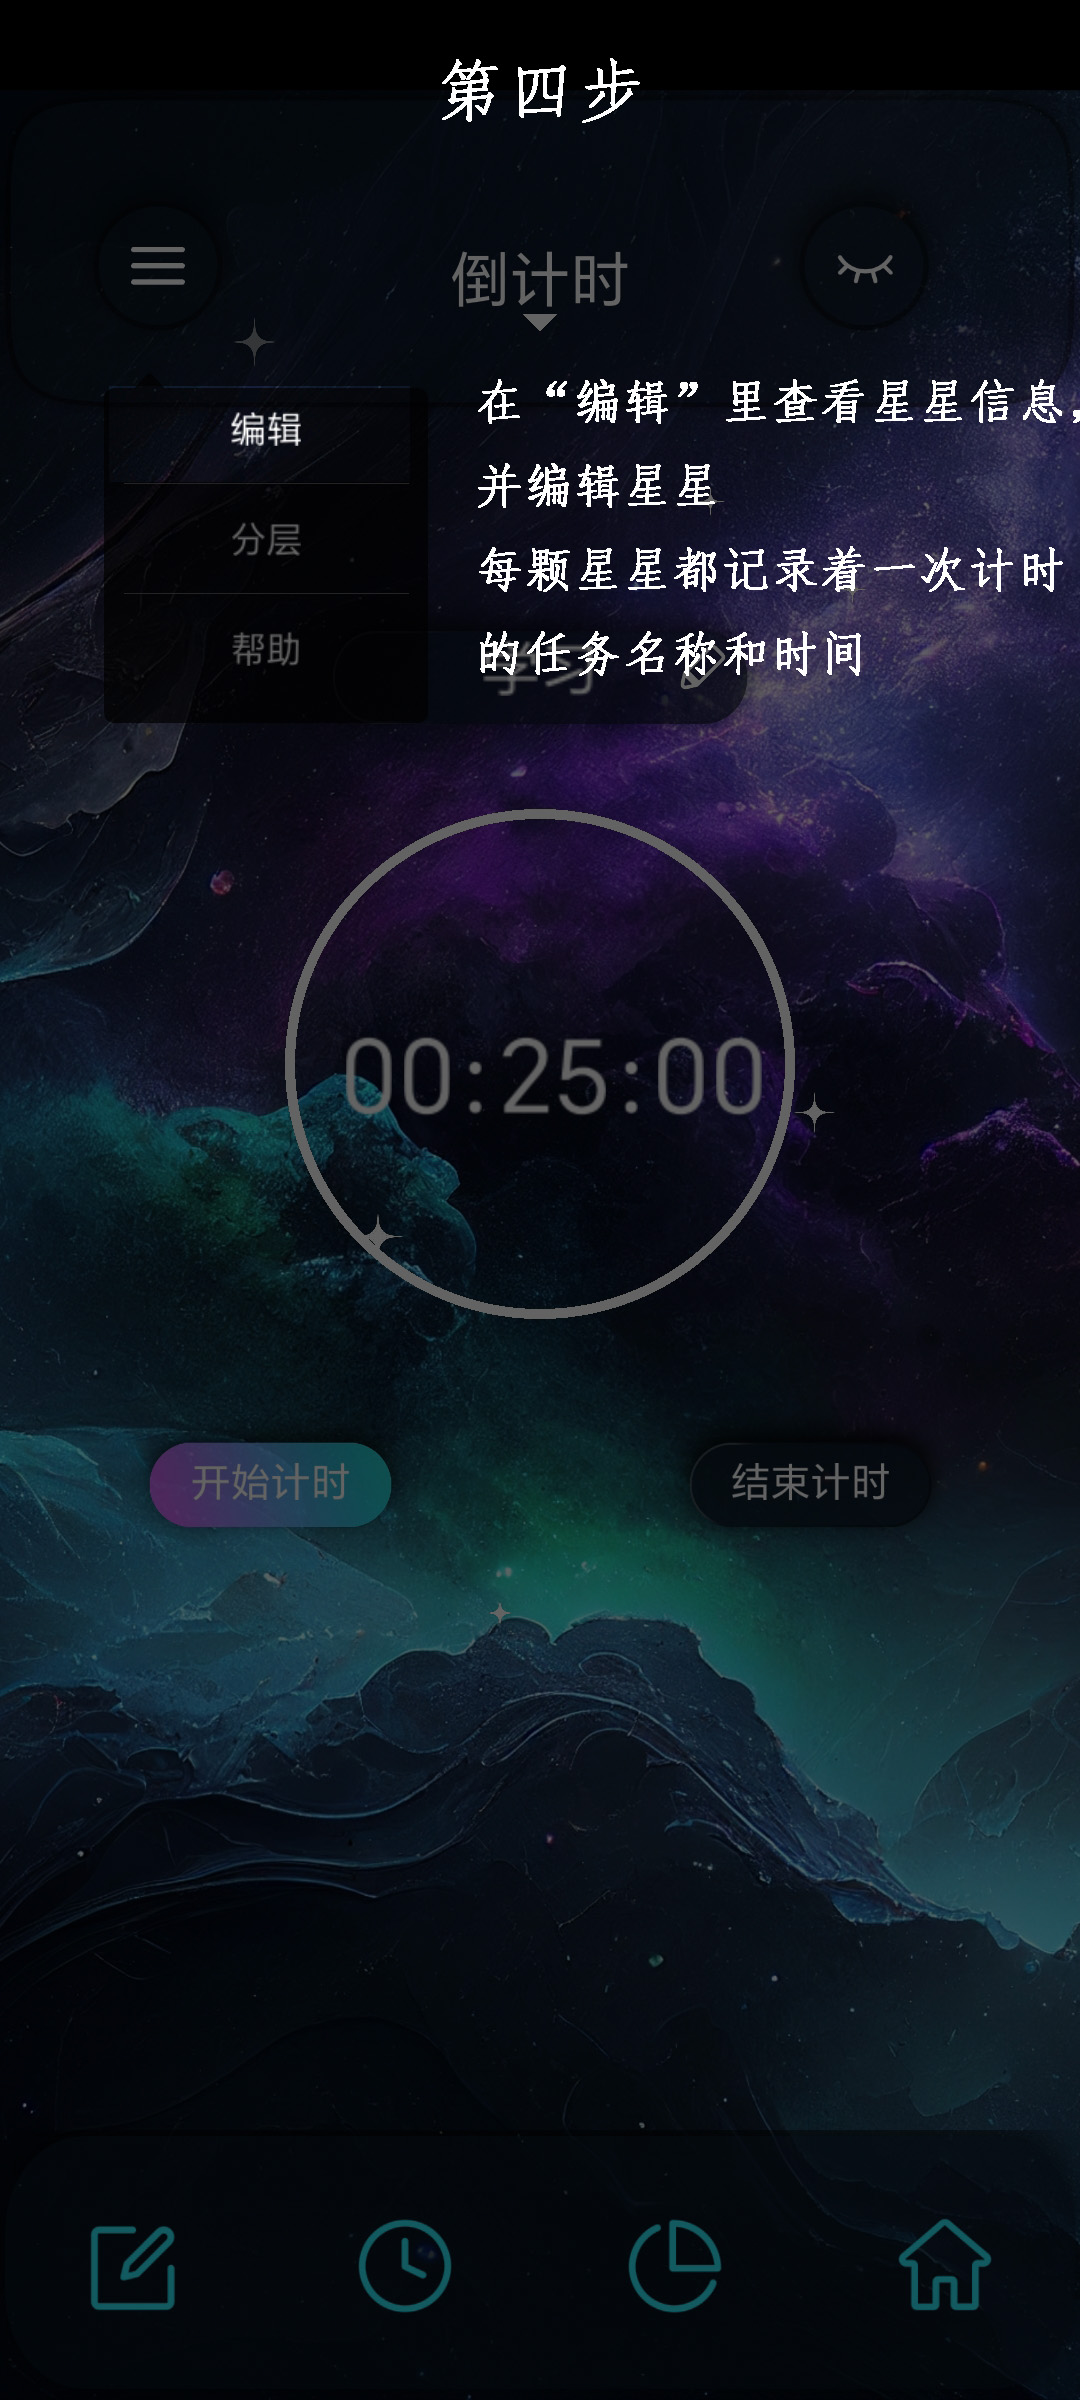 第四步
倒计时
编辑
分层
帮助
在“编辑”里查看星星信息，
并编辑星星
每颗星星都记录着一次计时
的任务名称和时间
学习
00:25:00
开始计时
结束计时